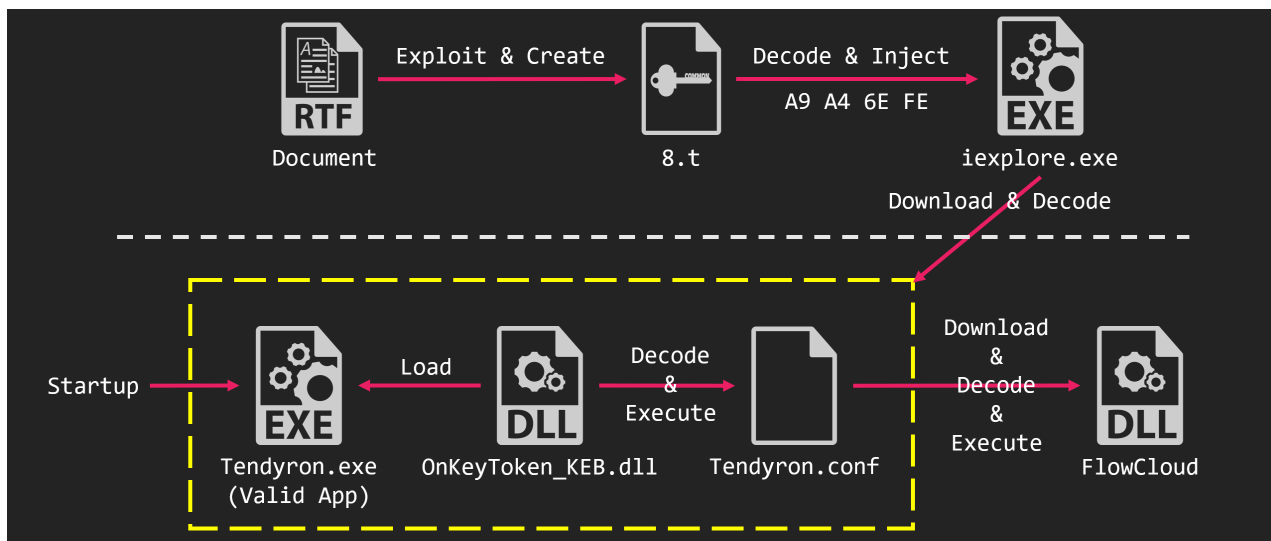 Exploit & Create
Decode & Inject
A9 A4 6E FE
RTF
COMMON
EXE
Document
8.t
iexplore.exe
Download & Decode
Startup
EXE
Load
DLL
Decode
&
Execute
Download
&
Decode
&
Execute
DLL
Tendyron.exe
(Valid App)
OnKeyToken_KEB.dll
Tendyron.conf
FlowCloud